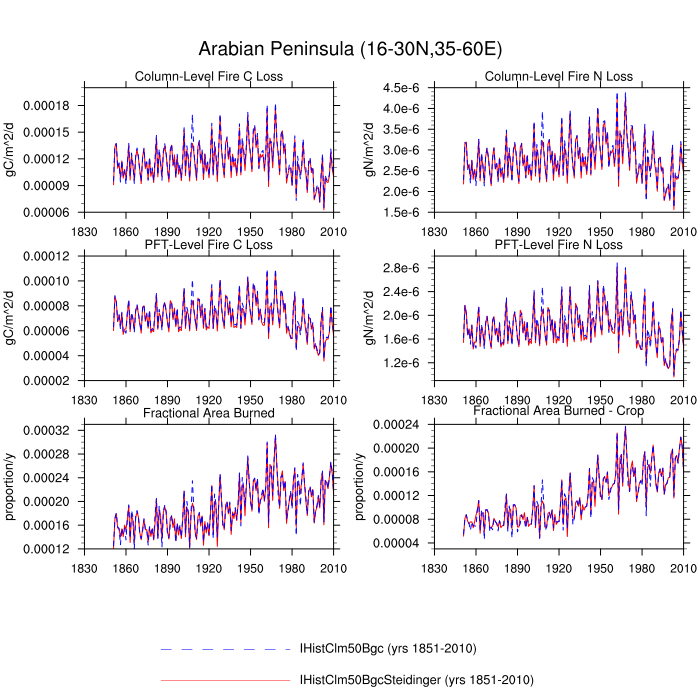 Arabian Peninsula (16-30N,35-60E)
Column-Level Fire C Loss
gC/m^2/d
0.00018
0.00015
0.00012
0.00009
0.00006
1830 1860 1890 1920 1950 1980 2010
Column-Level Fire N Loss
gN/m^2/d
4.5e-6
4.0e-6
3.5e-6
3.0e-6
2.5e-6
2.0e-6
1.5e-6
1830 1860 1890 1920 1950 1980 2010
PFT-Level Fire C Loss
gC/m^2/d
0.00012
0.00010
0.00008
0.00006
0.00004
0.00002
1830 1860 1890 1920 1950 1980 2010
PFT-Level Fire N Loss
gN/m^2/d
2.8e-6
2.4e-6
2.0e-6
1.6e-6
1.2e-6
1830 1860 1890 1920 1950 1980 2010
Fractional Area Burned
proportion/y
0.00032
0.00028
0.00024
0.00020
0.00016
0.00012
1830 1860 1890 1920 1950 1980 2010
Fractional Area Burned - Crop
proportion/y
0.00024
0.00020
0.00016
0.00012
0.00008
0.00004
1830 1860 1890 1920 1950 1980 2010
IHistClm50Bgc (yrs 1851-2010)
IHistClm50BgcSteidinger (yrs 1851-2010)